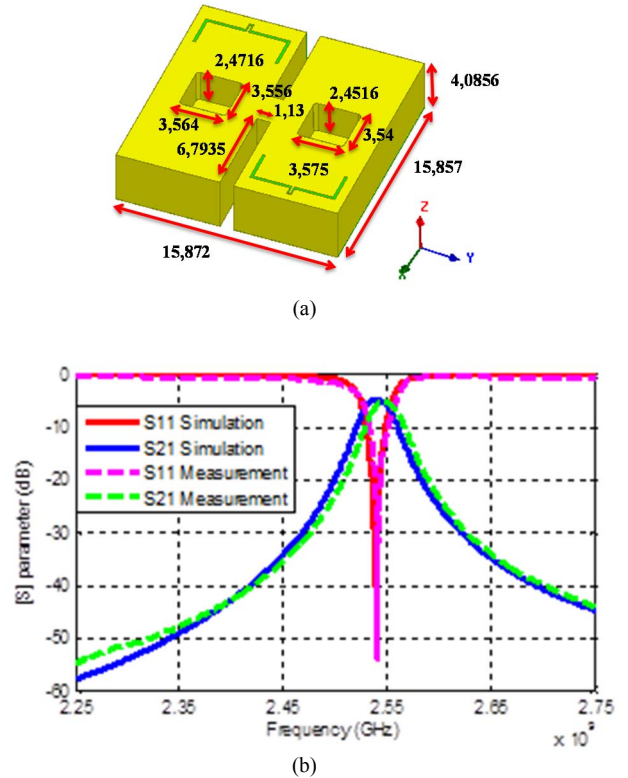 2,4716
3,556
1,13
2,4516
4,0856
3,564
3,54
6,7935
3,575
15,857
15,872
Z
Y
X
(a)
0
-10
-20
-30
-40
-50
-60
[S] parameter (dB)
S11 Simulation
S21 Simulation
S11 Measurement
S21 Measurement
2.25 2.35 2.45 2.55 2.65 2.75
Frequency (GHz)
x 10^9
(b)